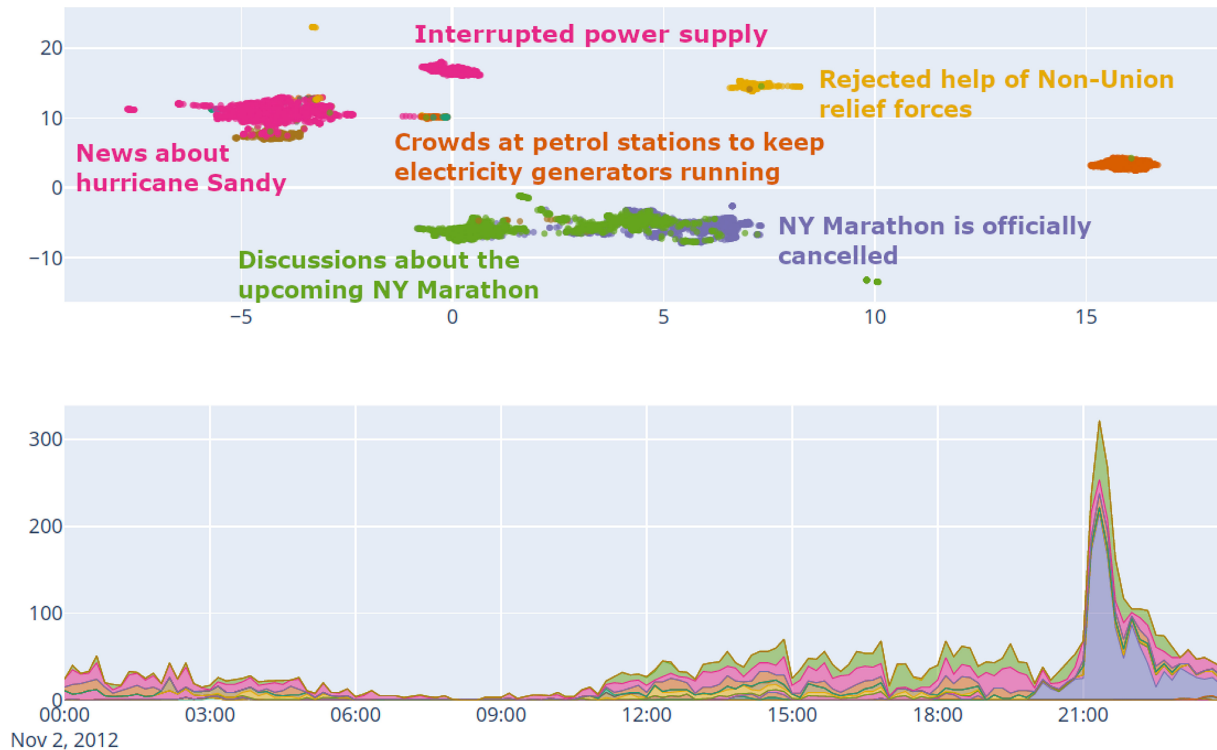 Interrupted power supply
20
Rejected help of Non-Union
relief forces
10
Crowds at petrol stations to keep
electricity generators running
News about
hurricane Sandy
0
NY Marathon is officially
cancelled
Discussions about the
upcoming NY Marathon
−10
−5 0 5 10 15
300
200
100
0
00:00 03:00 06:00 09:00 12:00 15:00 18:00 21:00
Nov 2, 2012